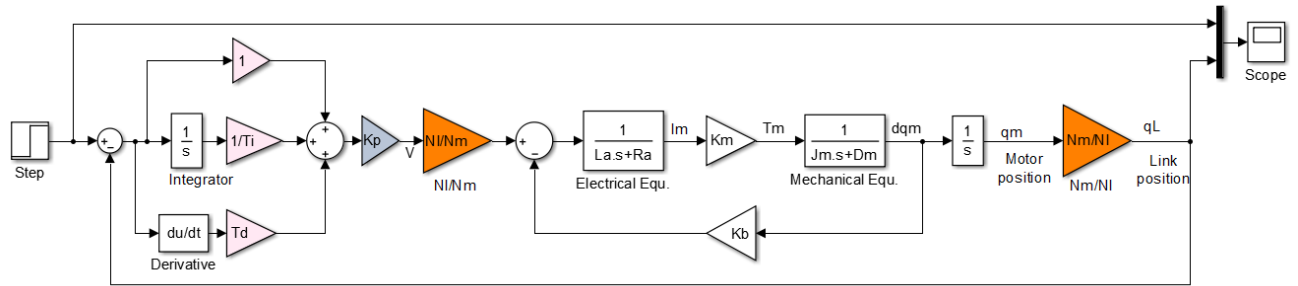 Step
+
−
1
1
s
Integrator
1/Ti
du/dt
Derivative
Td
+
+
+
Kp
V
Nl/Nm
Nl/Nm
+
−
1
La.s+Ra
Electrical Equ.
Im
Km
Tm
1
Jm.s+Dm
Mechanical Equ.
dqm
Kb
1
s
qm
Motor
position
Nm/Nl
Nm/Nl
qL
Link
position
Scope